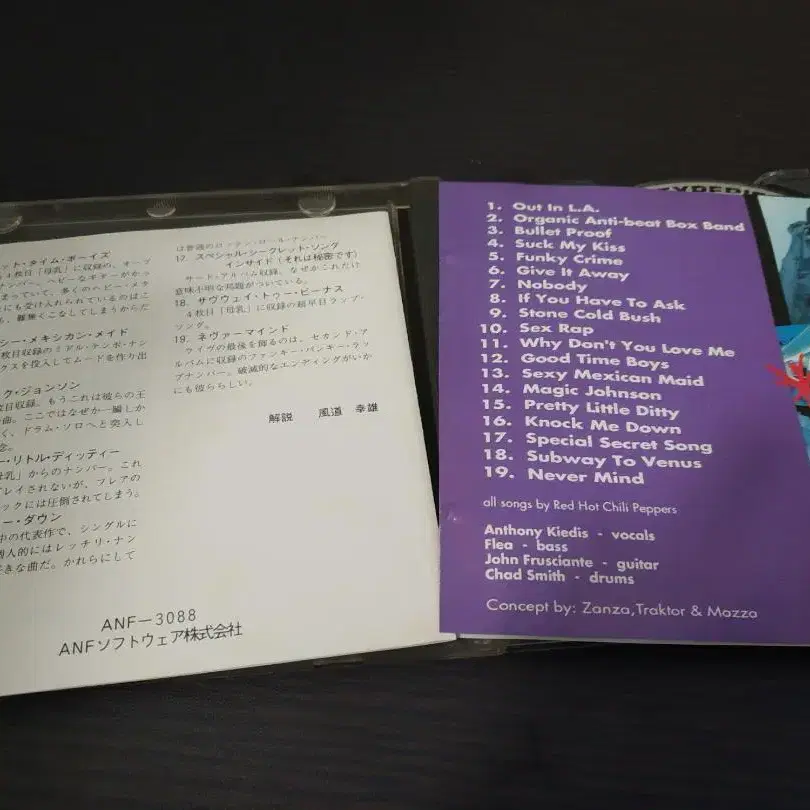 ット・タイム・ボーイズ
4枚目「母乳」に収録の、オープ
ナンバー。ヘビーなギターがかっ
まっていて、多くのヘビー・メタ
にも受け入れられているのはこ
う、難無くこなしてしまうからだ
シー・メキシカン・メイド
枚目収録のミドル・テンポ・ナン
クスを投入してムードを作り出
ク・ジョンソン
枚目収録。もうこれは彼らの王
曲。ここではなぜか一編しか
く、ドラム・ソロへと突入し
念。
ー・リトル・ディッティー
母乳」からのナンバー。これ
プレイされないが、フレアの
ックには圧倒されてしまう。
ー・ダウン
中の代表作で、シングルに
個人的にはレッチリ・ナン
好きな曲だ。かれらにして
は普通のロックン・ロール・ナンバー
17. スペシャル・シークレット・ソング
インサイド(それは秘密です)
サード・アルバム収録。なぜかこれだけ
意味不明な邦題がついている。
18. サヴウェイ・トゥー・ビーナス
4枚目「母乳」に収録の超早目ラップ・
ソング。
19. ネヴァーマインド
ライヴの最後を飾るのは、セカンド・ア
ルバムに収録のファンキー・パンキー・ラッ
プナンバー。破滅的なエンディングがいか
にも彼ららしい。
解説 風道 幸雄
ANF－3088
ANFソフトウェア株式会社
1. Out In L.A.
2. Organic Anti-beat Box Band
3. Bullet Proof
4. Suck My Kiss
5. Funky Crime
6. Give It Away
7. Nobody
8. If You Have To Ask
9. Stone Cold Bush
10. Sex Rap
11. Why Don't You Love Me
12. Good Time Boys
13. Sexy Mexican Maid
14. Magic Johnson
15. Pretty Little Ditty
16. Knock Me Down
17. Special Secret Song
18. Subway To Venus
19. Never Mind
all songs by Red Hot Chili Peppers
Anthony Kiedis - vocals
Flea - bass
John Frusciante - guitar
Chad Smith - drums
Concept by: Zanza,Traktor & Mazza